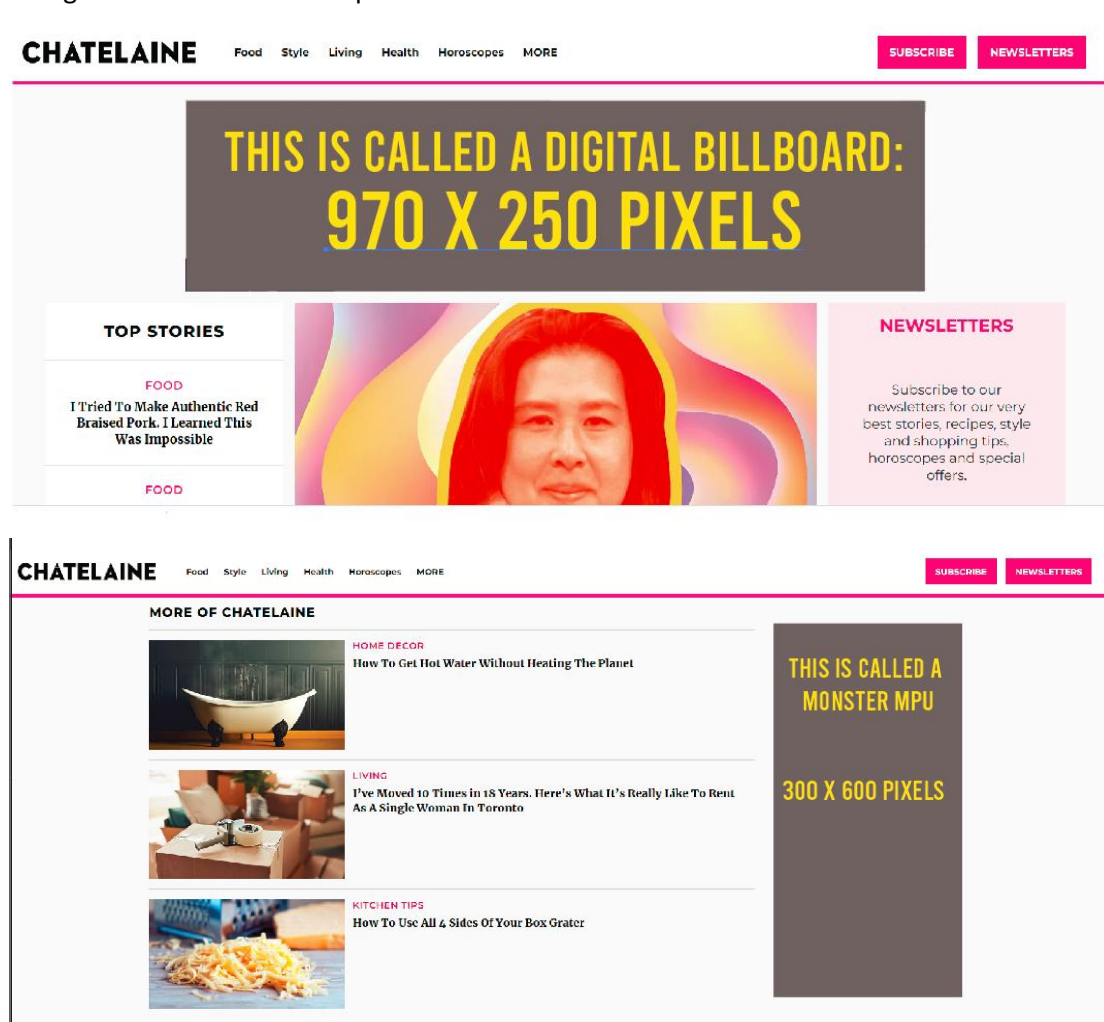 CHATELAINE Food Style Living Health Horoscopes MORE SUBSCRIBE NEWSLETTERS
THIS IS CALLED A DIGITAL BILLBOARD:
970 X 250 PIXELS
TOP STORIES
FOOD
I Tried To Make Authentic Red
Braised Pork. I Learned This
Was Impossible
FOOD
NEWSLETTERS
Subscribe to our
newsletters for our very
best stories, recipes, style
and shopping tips,
horoscopes and special
offers.
CHATELAINE Food Style Living Health Horoscopes MORE SUBSCRIBE NEWSLETTERS
MORE OF CHATELAINE
HOME DECOR
How To Get Hot Water Without Heating The Planet
LIVING
I've Moved 10 Times in 18 Years. Here's What It's Really Like To Rent
As A Single Woman In Toronto
KITCHEN TIPS
How To Use All 4 Sides Of Your Box Grater
THIS IS CALLED A
MONSTER MPU
300 X 600 PIXELS